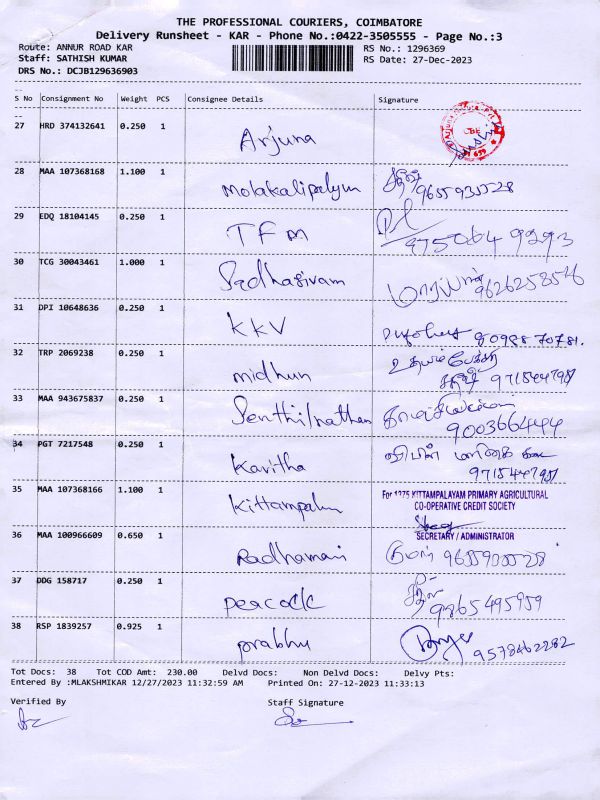 THE PROFESSIONAL COURIERS, COIMBATORE
Delivery Runsheet - KAR - Phone No.:0422-3505555 - Page No.:3
Route: ANNUR ROAD KAR RS No.: 1296369
Staff: SATHISH KUMAR RS Date: 27-Dec-2023
DRS No.: DCJB129636903
S No Consignment No Weight PCS Consignee Details Signature
27 HRD 374132641 0.250 1 Arjuna
28 MAA 107368168 1.100 1 Molakalipalyum 9655935528
29 EDQ 18104145 0.250 1 TFM 9750649293
30 TCG 30043461 1.000 1 Sadhasivam
31 DPI 10648636 0.250 1 KKV
32 TRP 2069238 0.250 1 midhun
9715444798
33 MAA 943675837 0.250 1 Senthilnathan
9003666444
34 PGT 7217548 0.250 1 Kavitha
9715444798
35 MAA 107368166 1.100 1 Kittampalu For 1275 KITTAMPALAYAM PRIMARY AGRICULTURAL
CO-OPERATIVE CREDIT SOCIETY
SECRETARY / ADMINISTRATOR
36 MAA 100966609 0.650 1 Radhamani குமார்
37 DDG 158717 0.250 1 peacock
9865495959
38 RSP 1839257 0.925 1 prabhu
9578462282
Tot Docs: 38 Tot COD Amt: 230.00 Delvd Docs: Non Delvd Docs: Delvy Pts:
Entered By :MLAKSHMIKAR 12/27/2023 11:32:59 AM Printed On: 27-12-2023 11:33:13
Verified By Staff Signature